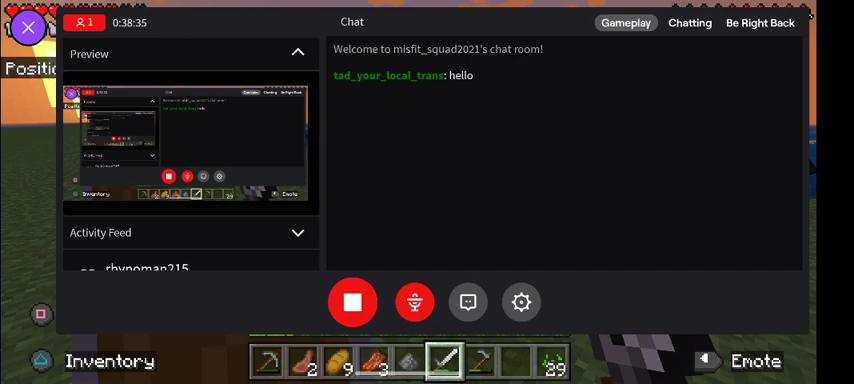 1 0:38:35 Chat Gameplay Chatting Be Right Back
Positio
Preview
Welcome to misfit_squad2021's chat room!
tad_your_local_trans: hello
Activity Feed
rhynoman215
Inventory 2 9 3 29 Emote